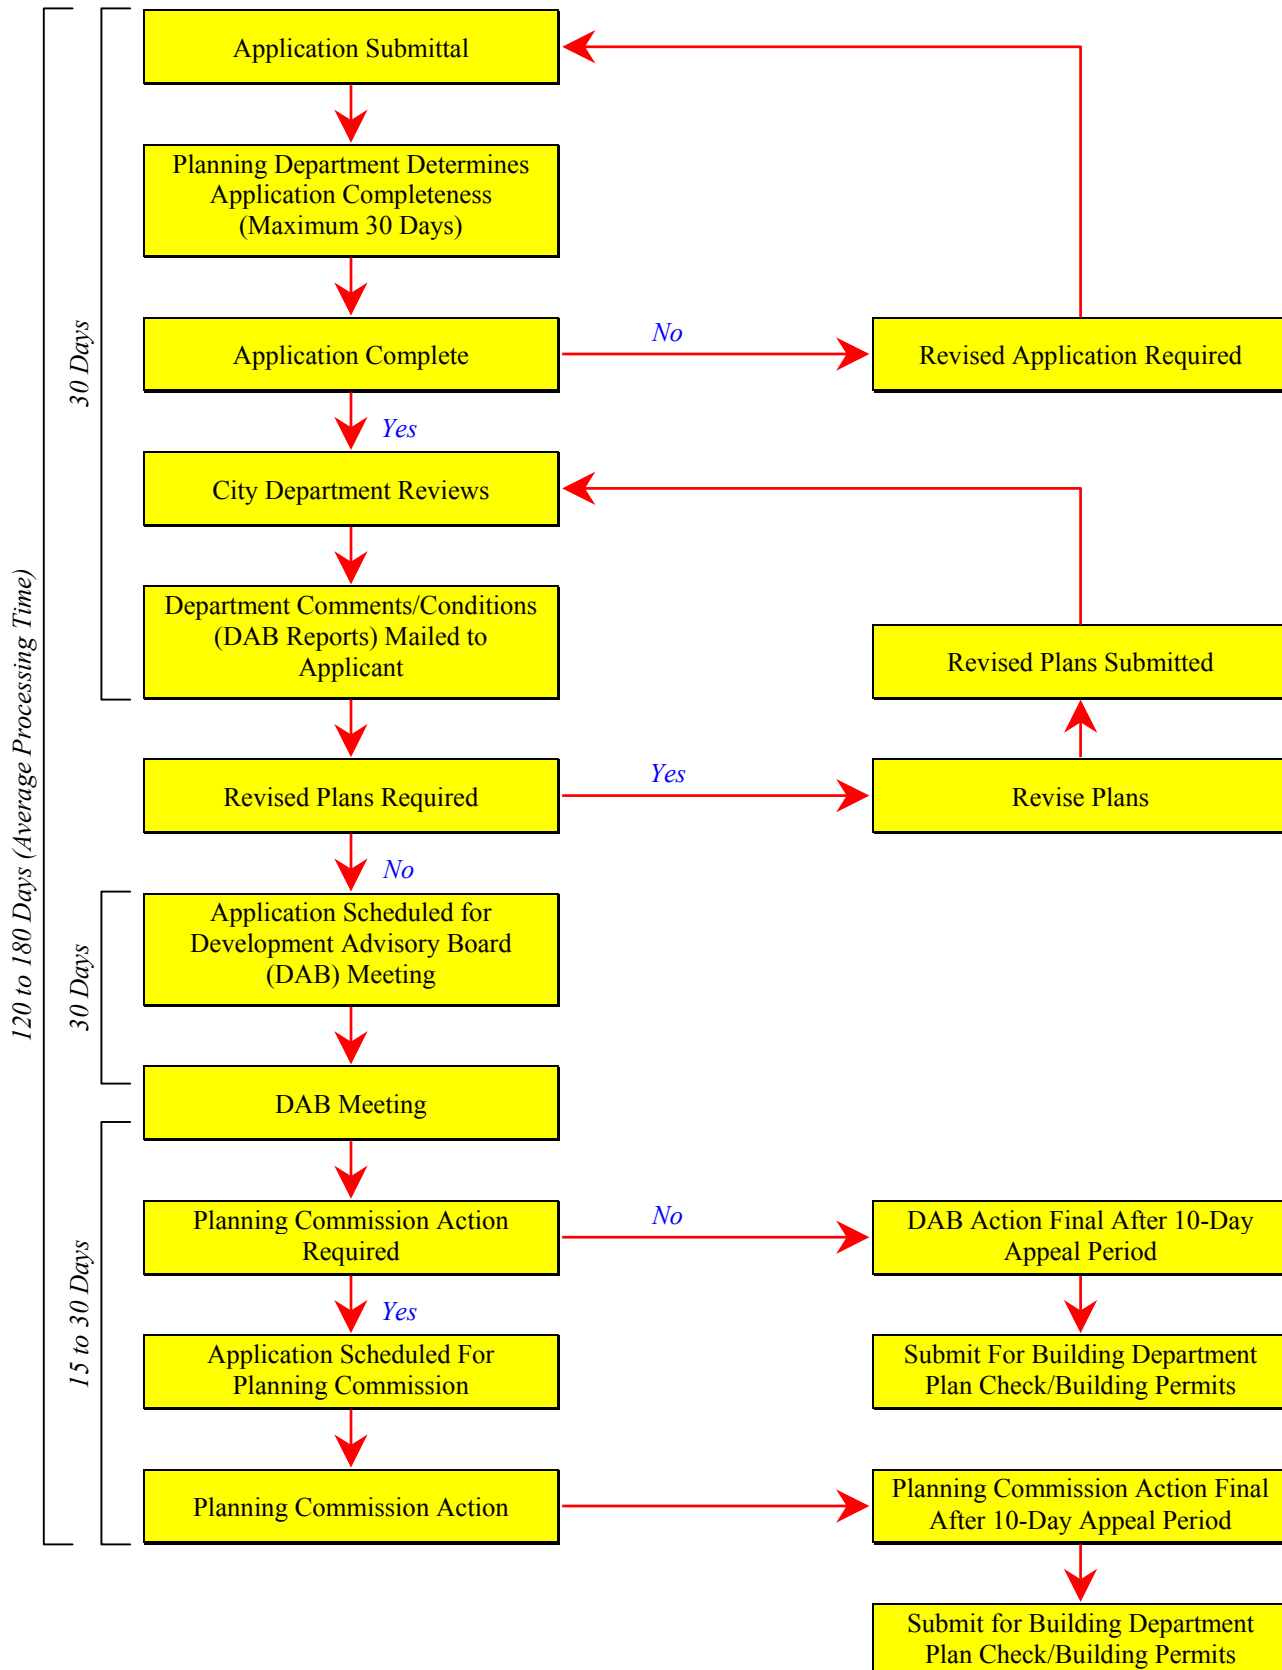 Application Submittal
Planning Department Determines
Application Completeness
(Maximum 30 Days)
30 Days
Application Complete
No
Revised Application Required
Yes
City Department Reviews
Department Comments/Conditions
(DAB Reports) Mailed to
Applicant
Revised Plans Submitted
120 to 180 Days (Average Processing Time)
Revised Plans Required
Yes
Revise Plans
No
Application Scheduled for
Development Advisory Board
(DAB) Meeting
30 Days
DAB Meeting
15 to 30 Days
Planning Commission Action
Required
No
DAB Action Final After 10-Day
Appeal Period
Yes
Application Scheduled For
Planning Commission
Submit For Building Department
Plan Check/Building Permits
Planning Commission Action
Planning Commission Action Final
After 10-Day Appeal Period
Submit for Building Department
Plan Check/Building Permits